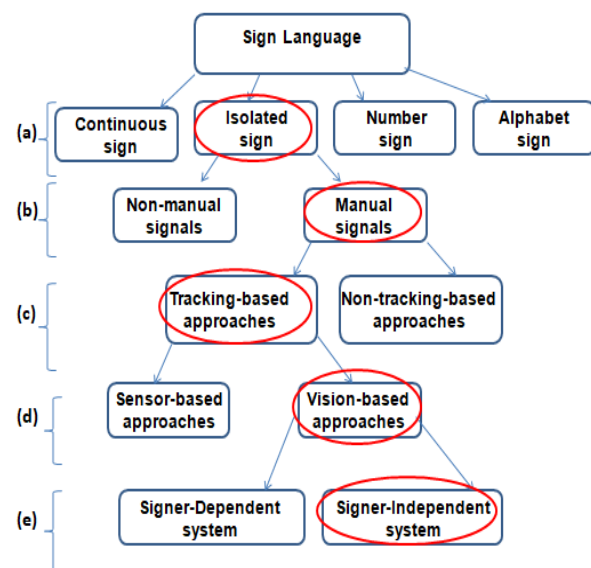 Sign Language
(a)
Continuous
sign
Isolated
sign
Number
sign
Alphabet
sign
(b)
Non-manual
signals
Manual
signals
(c)
Tracking-based
approaches
Non-tracking-based
approaches
(d)
Sensor-based
approaches
Vision-based
approaches
(e)
Signer-Dependent
system
Signer-Independent
system